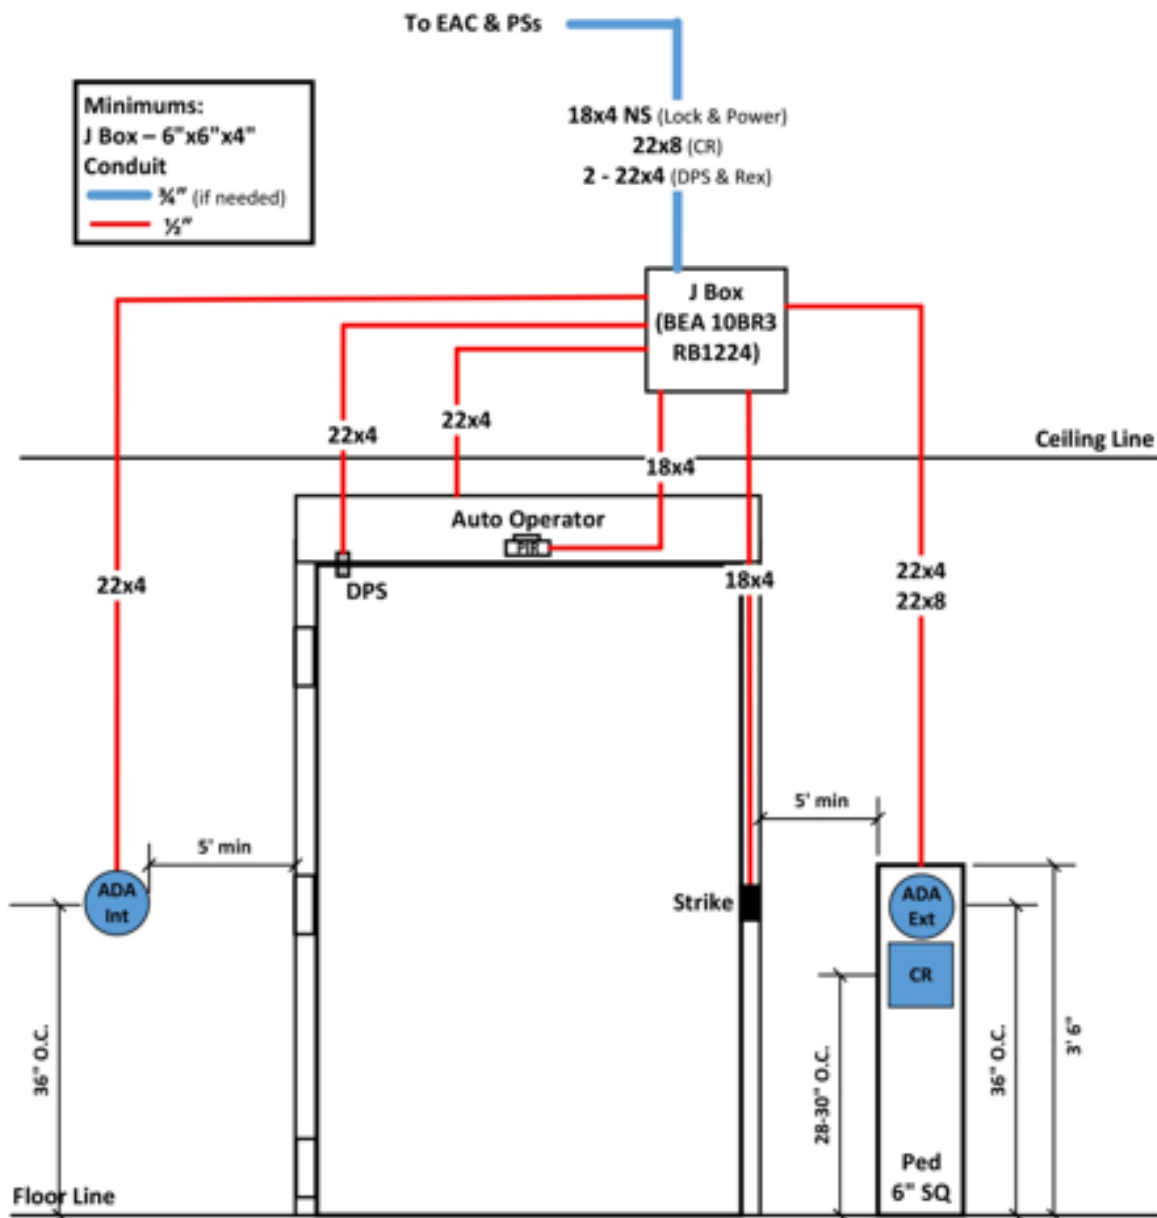 To EAC & PSs
Minimums:
J Box – 6"x6"x4"
Conduit
¾" (if needed)
½"
18x4 NS (Lock & Power)
22x8 (CR)
2 - 22x4 (DPS & Rex)
J Box
(BEA 10BR3
RB1224)
22x4
22x4
18x4
Ceiling Line
Auto Operator
PIR
DPS
22x4
18x4
22x4
22x8
5' min
5' min
ADA
Int
Strike
ADA
Ext
CR
36" O.C.
28-30" O.C.
36" O.C.
3' 6"
Ped
6" SQ
Floor Line